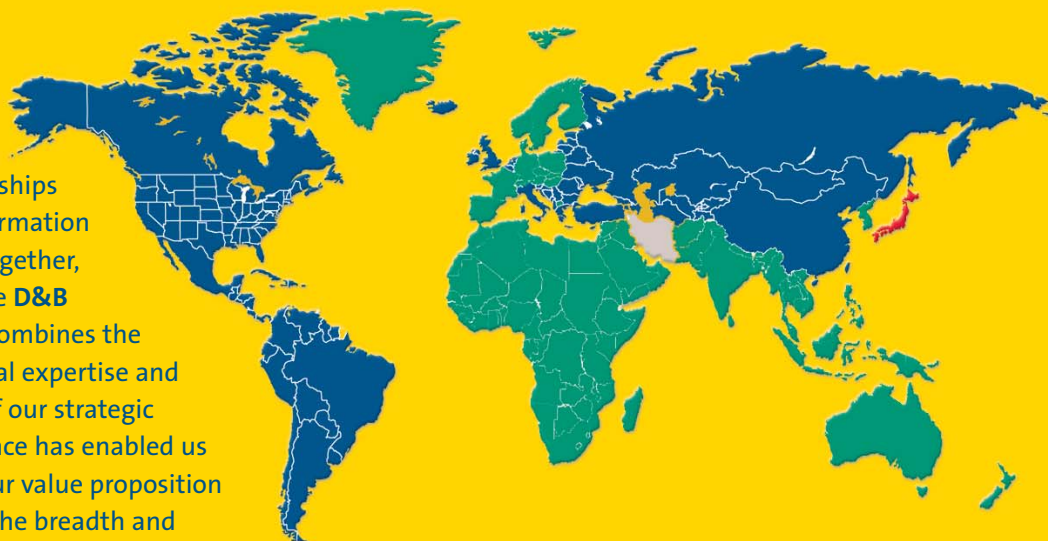 ships
rmation
gether,
e D&B
ombines the
al expertise and
f our strategic
nce has enabled us
ur value proposition
he breadth and